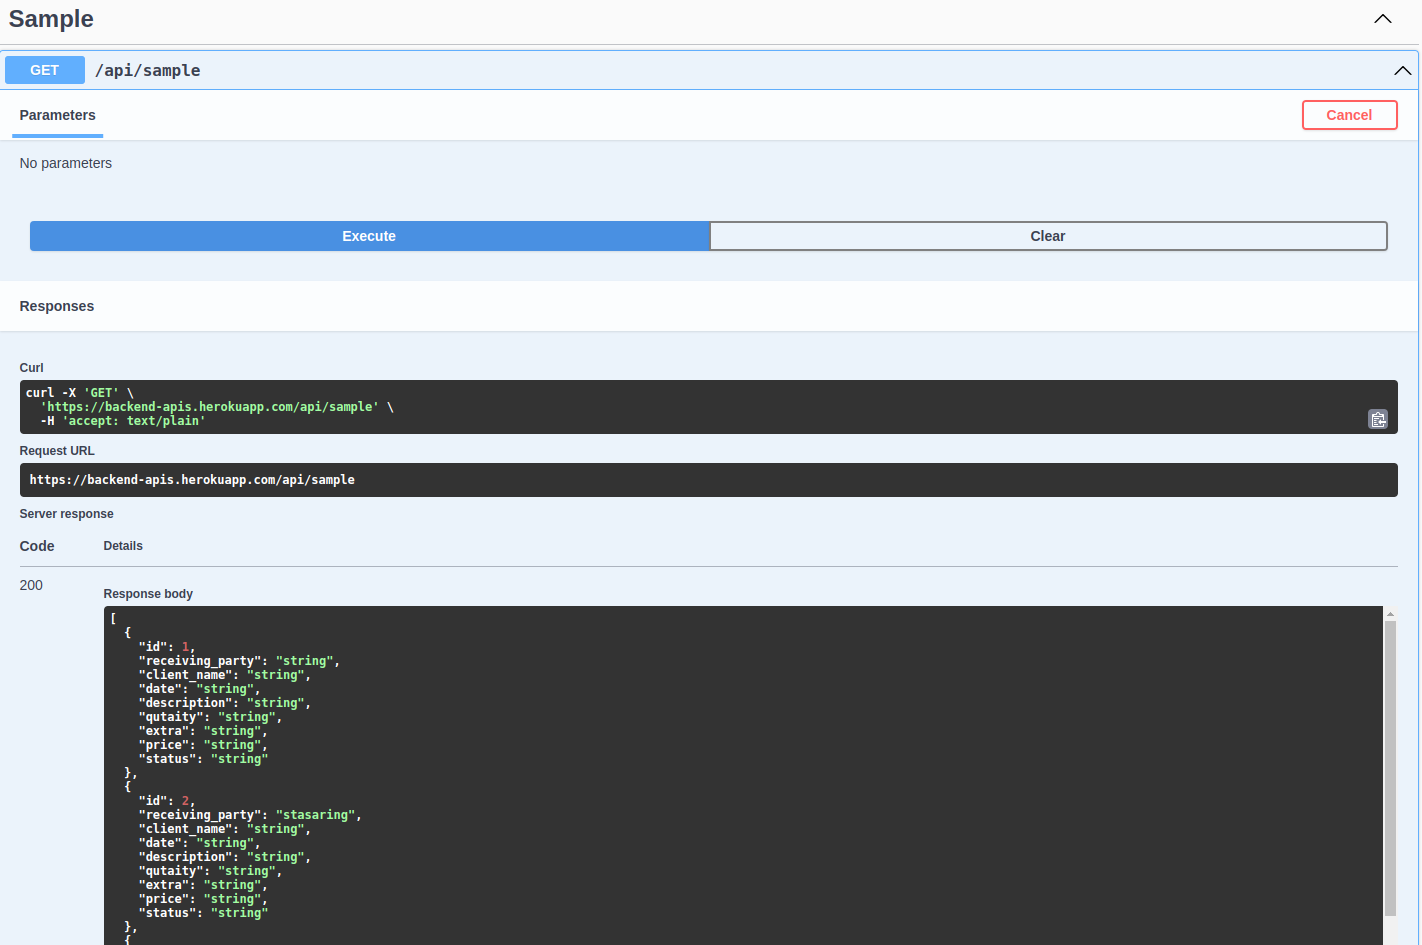 Sample
GET /api/sample
Parameters
Cancel
No parameters
Execute
Clear
Responses
Curl
curl -X 'GET' \
  'https://backend-apis.herokuapp.com/api/sample' \
  -H 'accept: text/plain'
Request URL
https://backend-apis.herokuapp.com/api/sample
Server response
Code Details
200
Response body
[
  {
    "id": 1,
    "receiving_party": "string",
    "client_name": "string",
    "date": "string",
    "description": "string",
    "qutaity": "string",
    "extra": "string",
    "price": "string",
    "status": "string"
  },
  {
    "id": 2,
    "receiving_party": "stasaring",
    "client_name": "string",
    "date": "string",
    "description": "string",
    "qutaity": "string",
    "extra": "string",
    "price": "string",
    "status": "string"
  },
  {